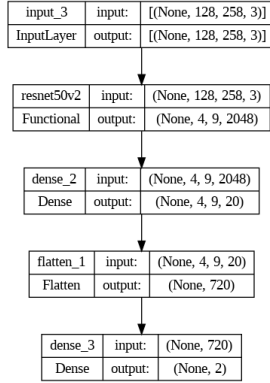 input_3 input: [(None, 128, 258, 3)]
InputLayer output: [(None, 128, 258, 3)]
resnet50v2 input: (None, 128, 258, 3)
Functional output: (None, 4, 9, 2048)
dense_2 input: (None, 4, 9, 2048)
Dense output: (None, 4, 9, 20)
flatten_1 input: (None, 4, 9, 20)
Flatten output: (None, 720)
dense_3 input: (None, 720)
Dense output: (None, 2)